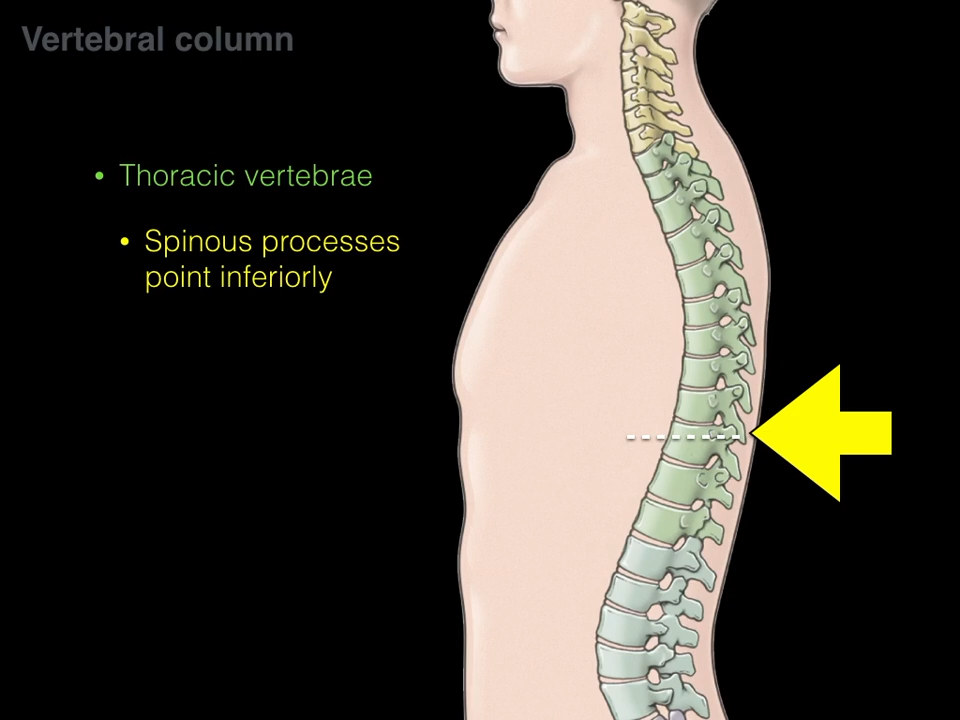 Vertebral column
• Thoracic vertebrae
• Spinous processes
point inferiorly